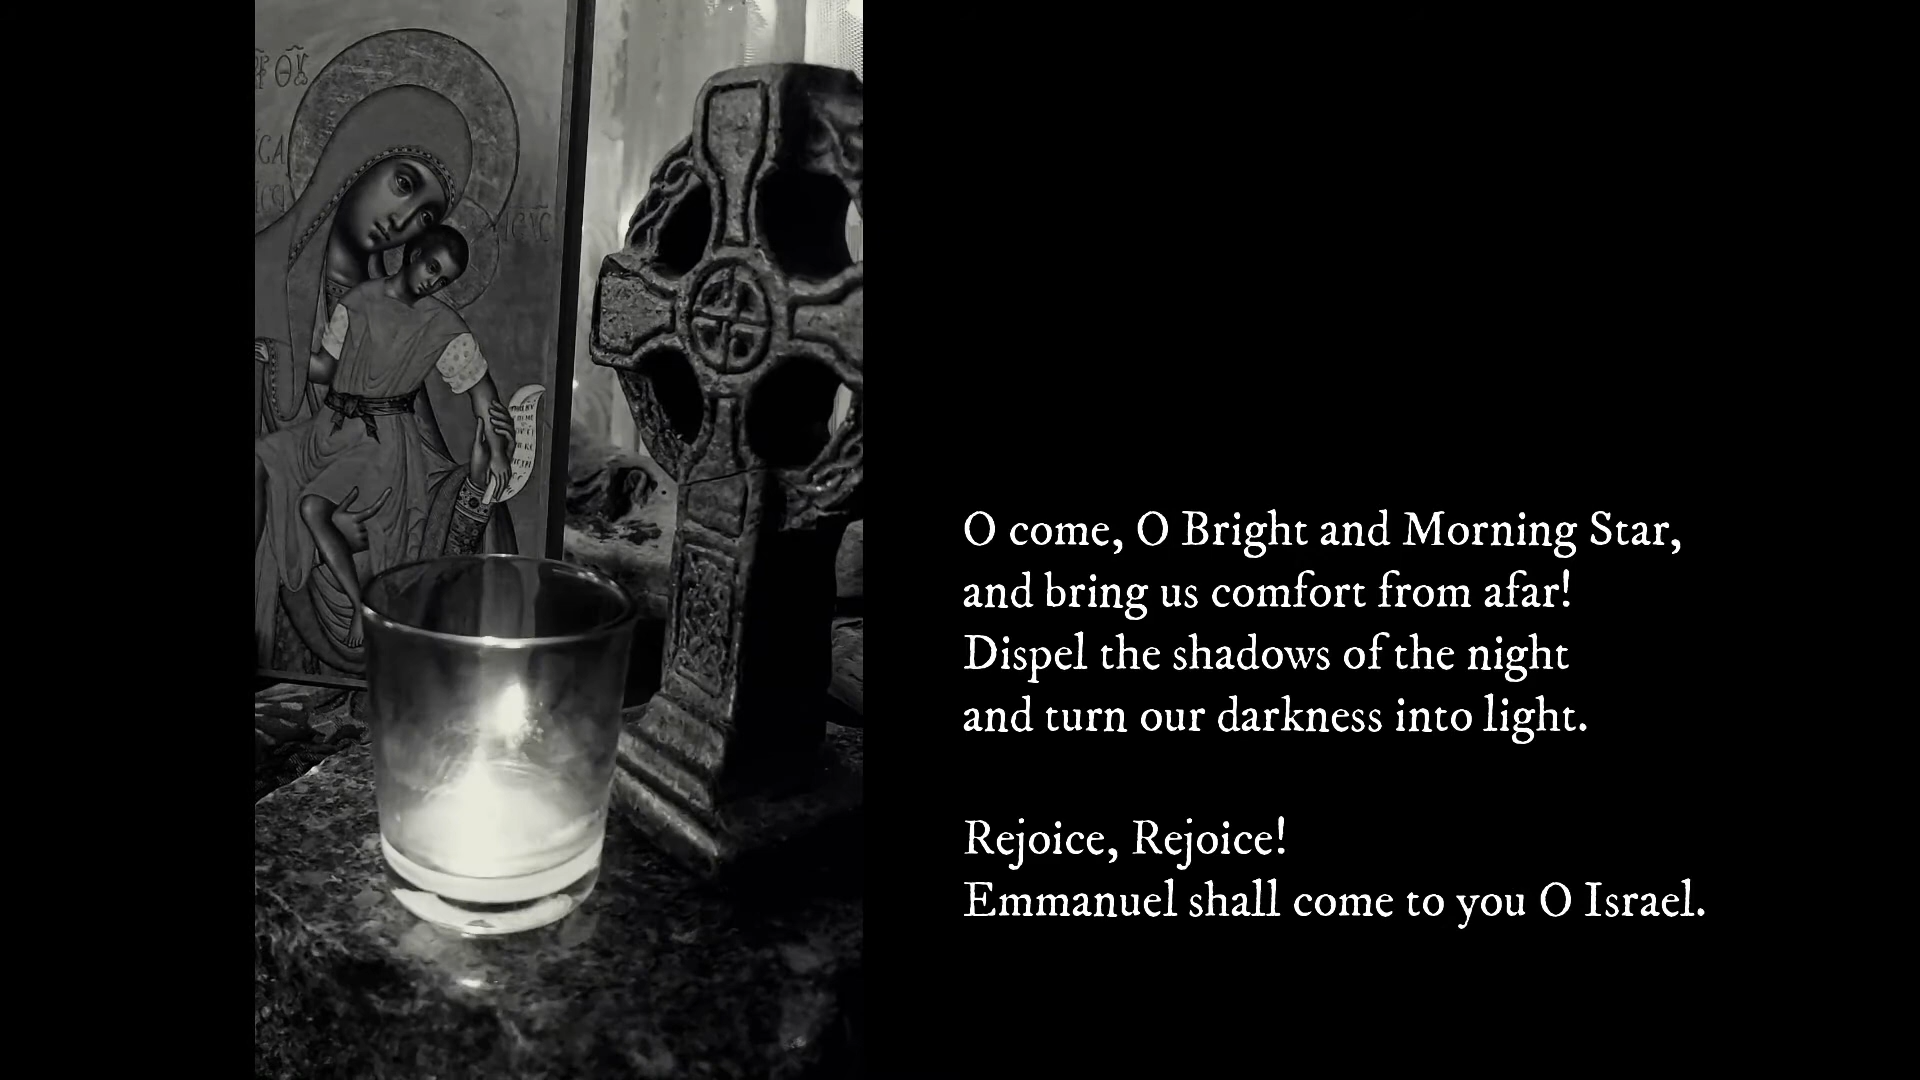 O come, O Bright and Morning Star,
and bring us comfort from afar!
Dispel the shadows of the night
and turn our darkness into light.
Rejoice, Rejoice!
Emmanuel shall come to you O Israel.